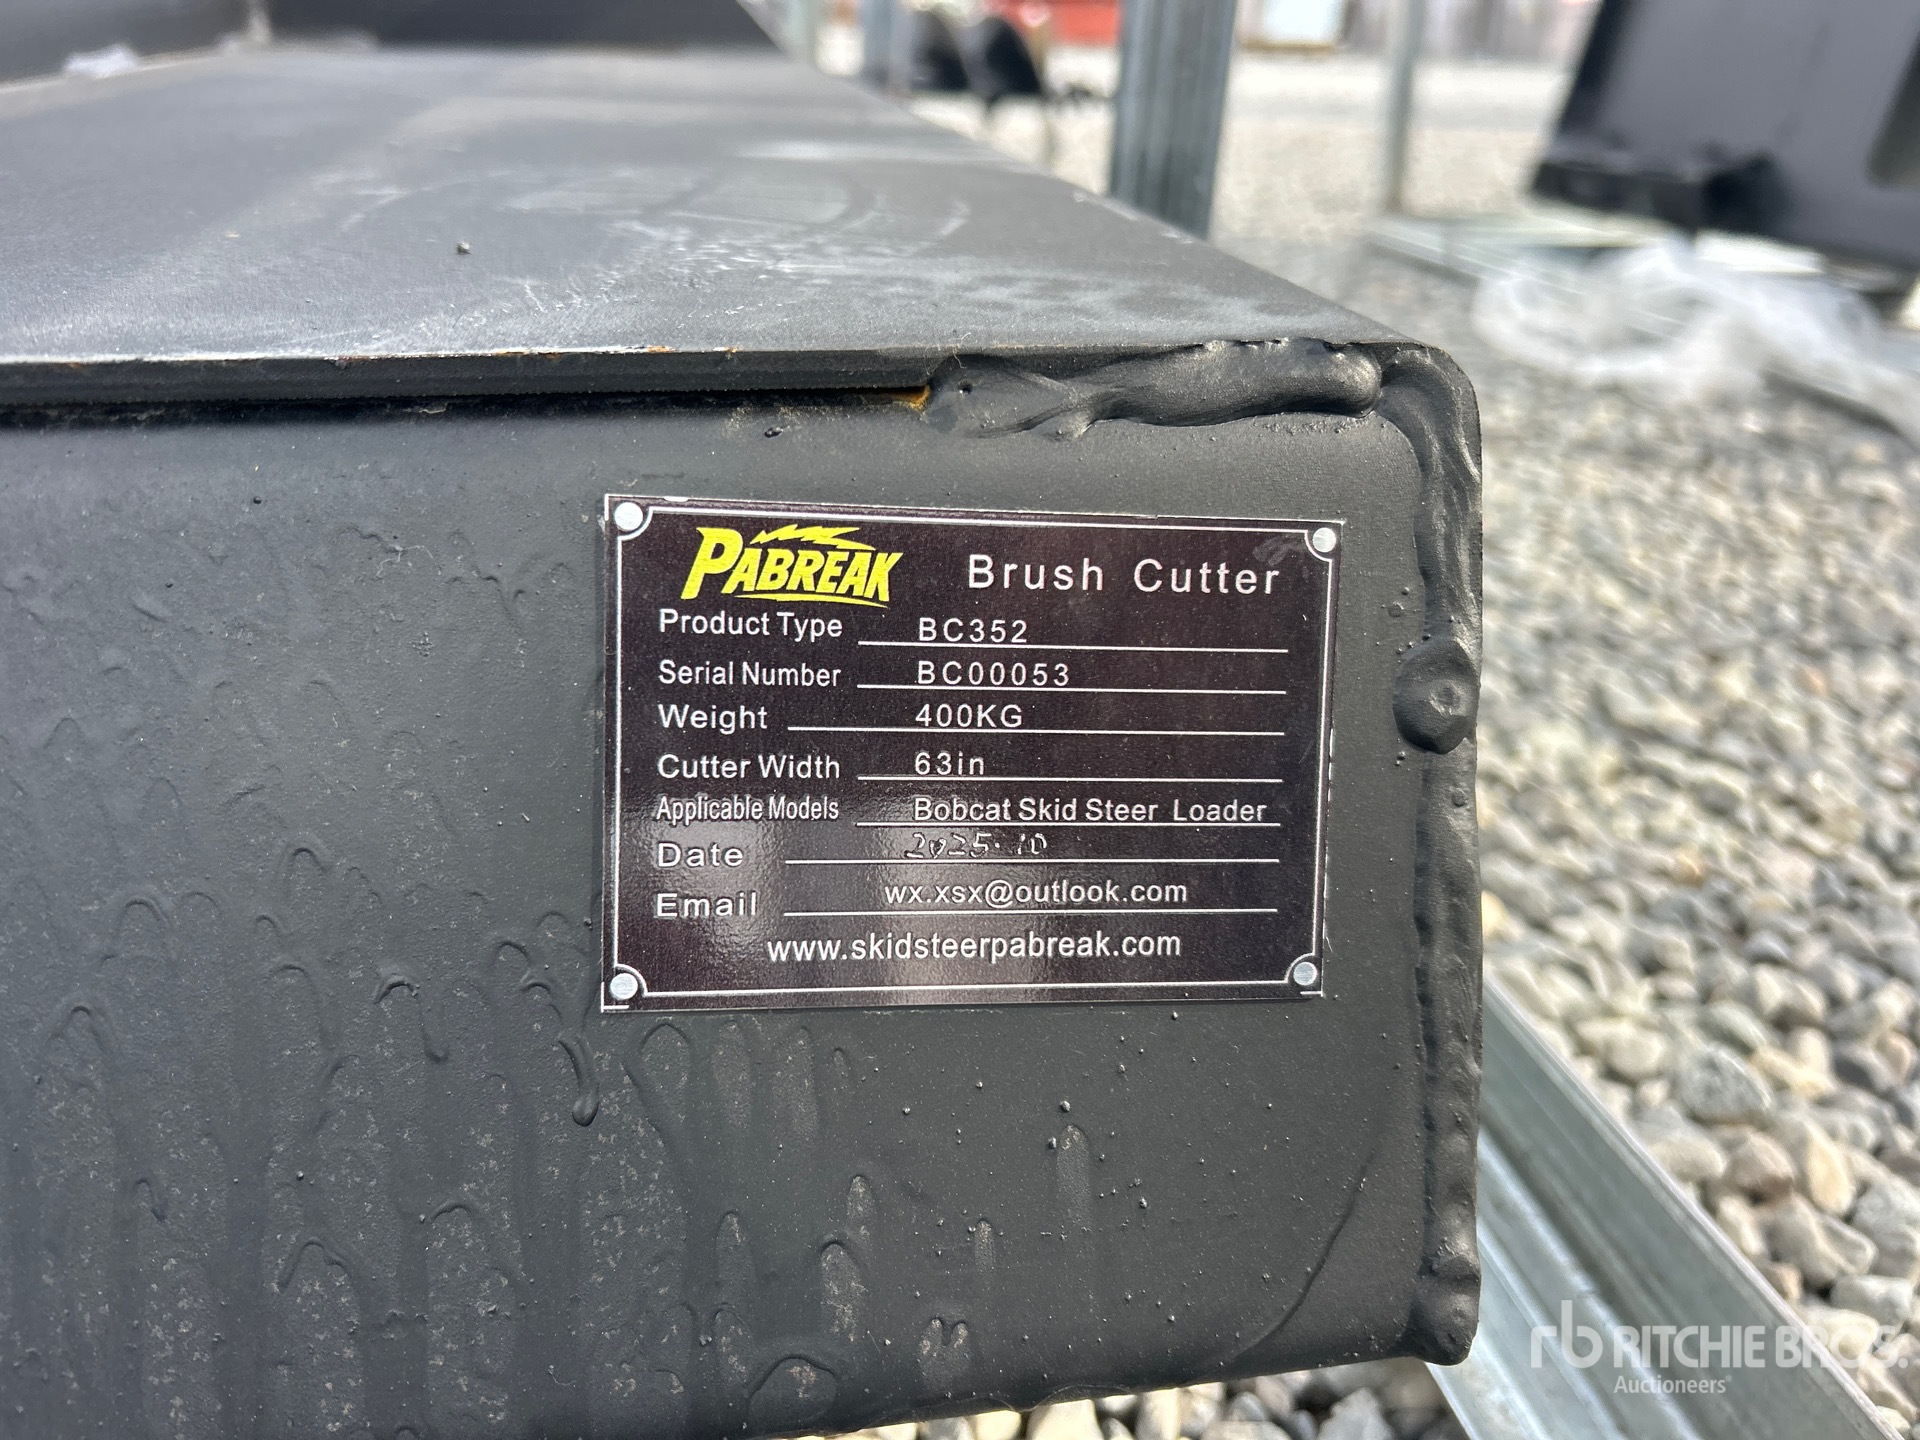 PABREAK Brush Cutter
Product Type BC352
Serial Number BC00053
Weight 400KG
Cutter Width 63in
Applicable Models Bobcat Skid Steer Loader
Date 2025.10
Email wx.xsx@outlook.com
www.skidsteerpabreak.com
rb RITCHIE BROS.
Auctioneers